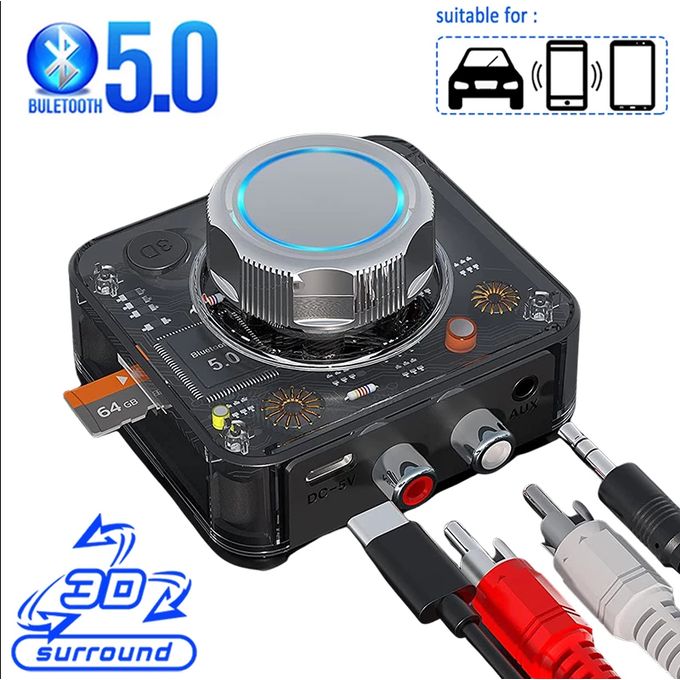 BULETOOTH
5.0
suitable for :
3D
Bluetooth
5.0
64 GB
DC-5V
AUX
3D
surround